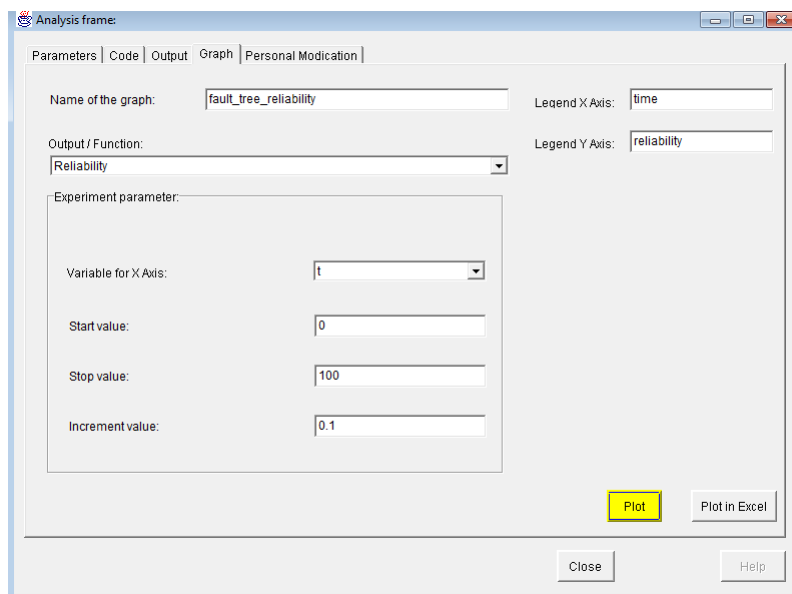 Analysis frame:
Parameters Code Output Graph Personal Modication
Name of the graph: fault_tree_reliability
Legend X Axis: time
Output / Function:
Legend Y Axis: reliability
Reliability
Experiment parameter:
Variable for X Axis: t
Start value: 0
Stop value: 100
Increment value: 0.1
Plot Plot in Excel
Close Help